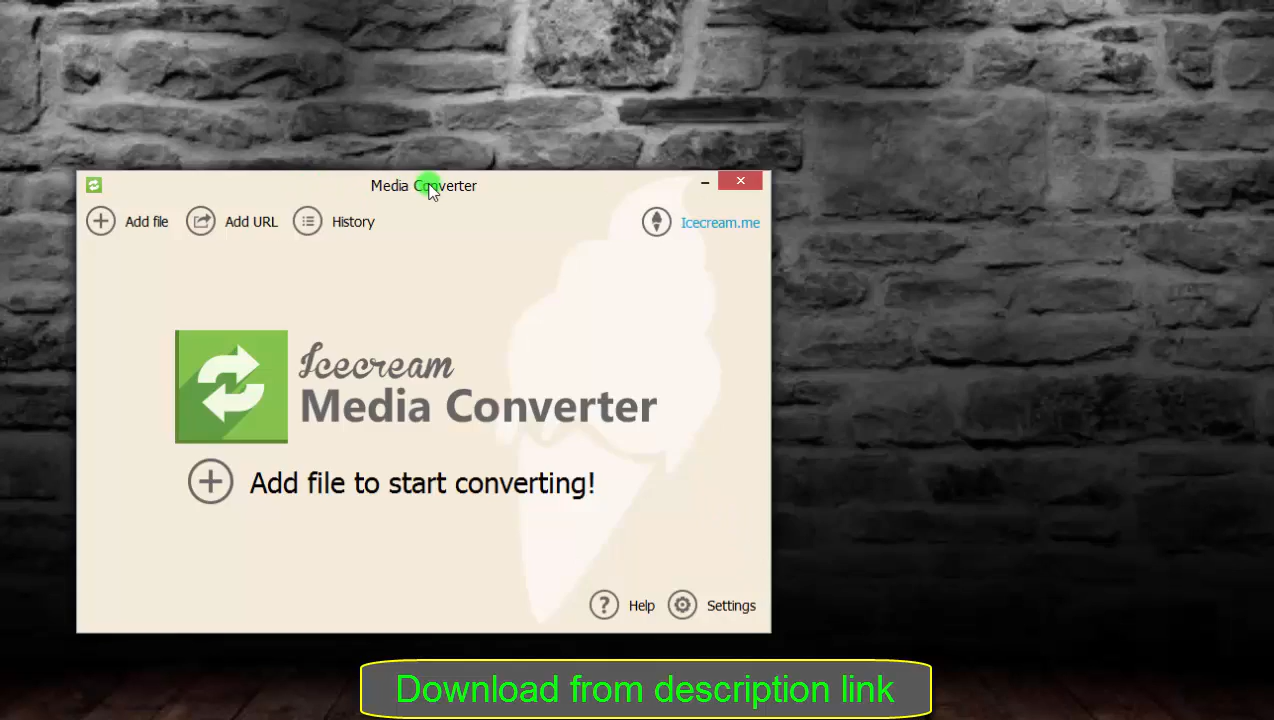 Media Converter
Add file Add URL History Icecream.me
Icecream
Media Converter
Add file to start converting!
? Help Settings
Download from description link